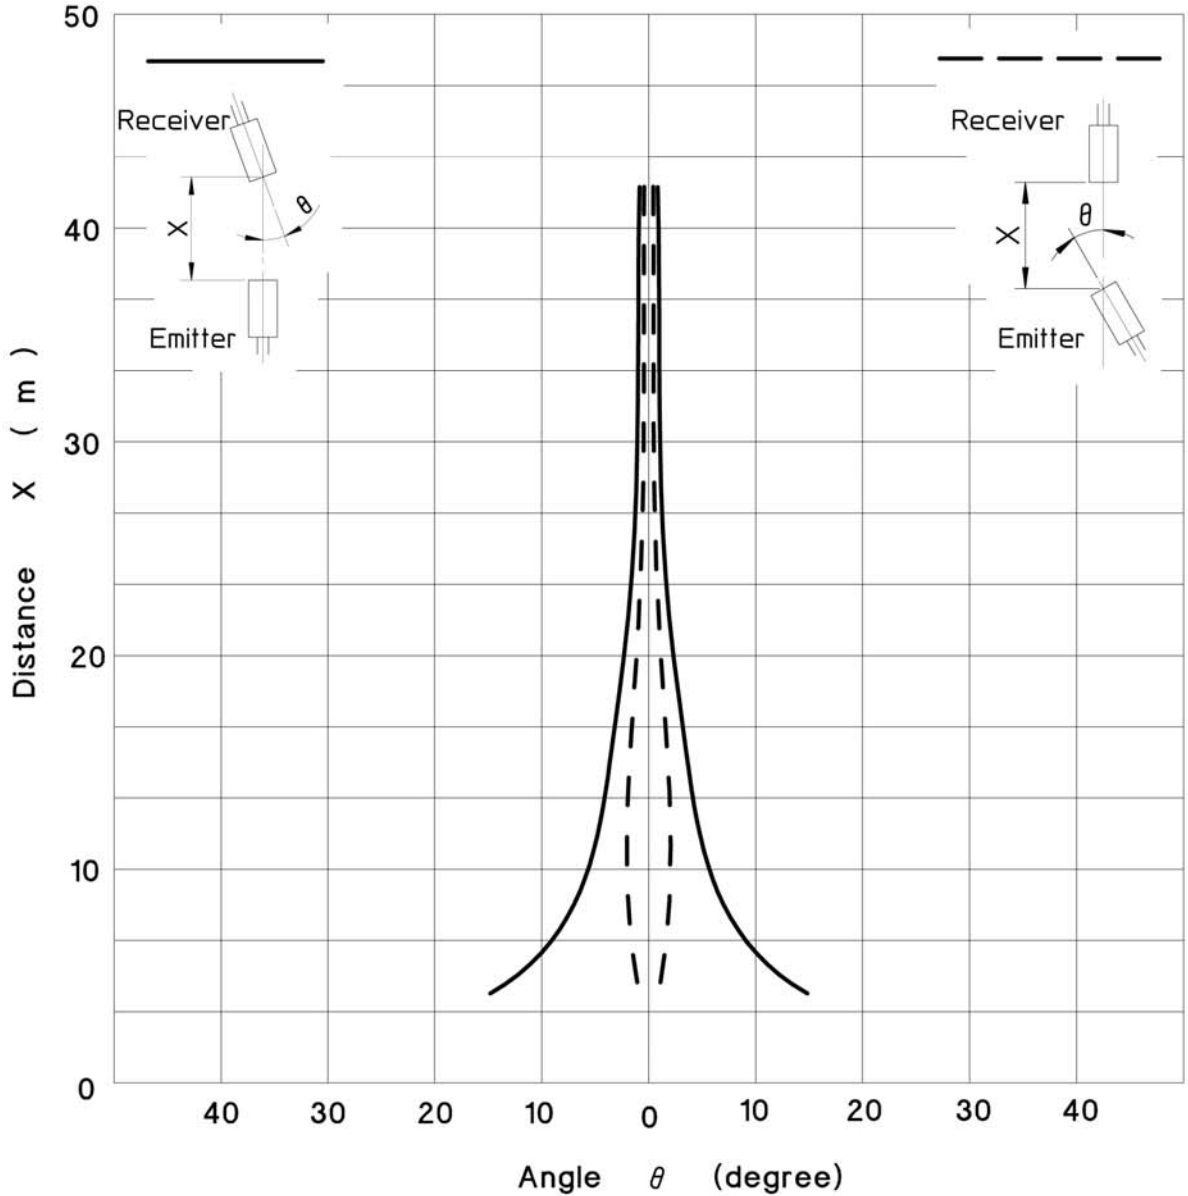 50
Receiver
Receiver
θ
X
θ
X
40
Emitter
Emitter
Distance X (m)
30
20
10
0
40 30 20 10 0 10 20 30 40
Angle θ (degree)